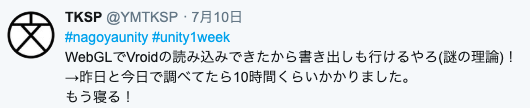 TKSP @YMTKSP · 7月10日
#nagoyaunity #unity1week
WebGLでVroidの読み込みできたから書き出しも行けるやろ(謎の理論)！
→昨日と今日で調べてたら10時間くらいかかりました。
もう寝る！